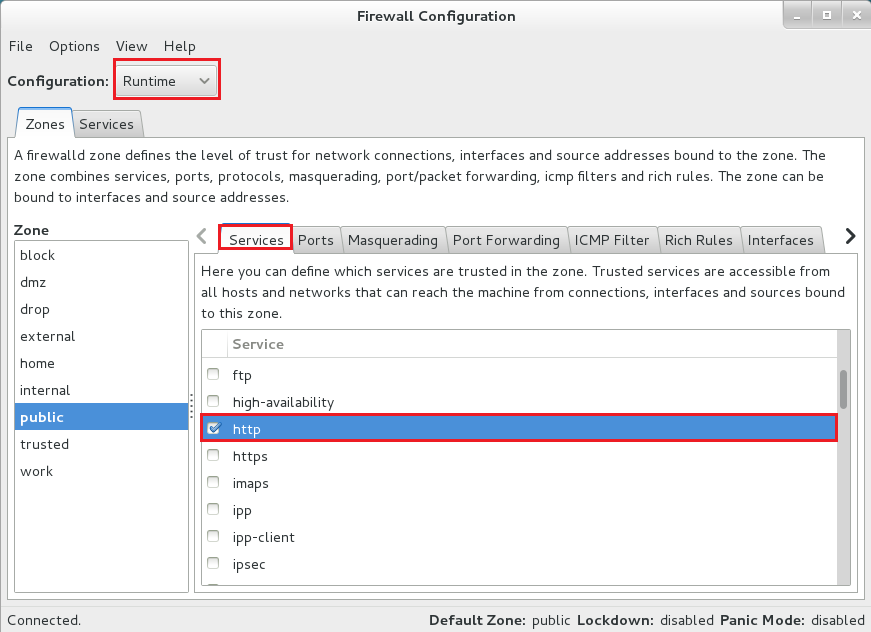 Firewall Configuration
File Options View Help
Configuration: Runtime
Zones Services
A firewalld zone defines the level of trust for network connections, interfaces and source addresses bound to the zone. The
zone combines services, ports, protocols, masquerading, port/packet forwarding, icmp filters and rich rules. The zone can be
bound to interfaces and source addresses.
Zone
block
dmz
drop
external
home
internal
public
trusted
work
Services Ports Masquerading Port Forwarding ICMP Filter Rich Rules Interfaces
Here you can define which services are trusted in the zone. Trusted services are accessible from
all hosts and networks that can reach the machine from connections, interfaces and sources bound
to this zone.
Service
ftp
high-availability
http
https
imaps
ipp
ipp-client
ipsec
Connected.
Default Zone: public Lockdown: disabled Panic Mode: disabled